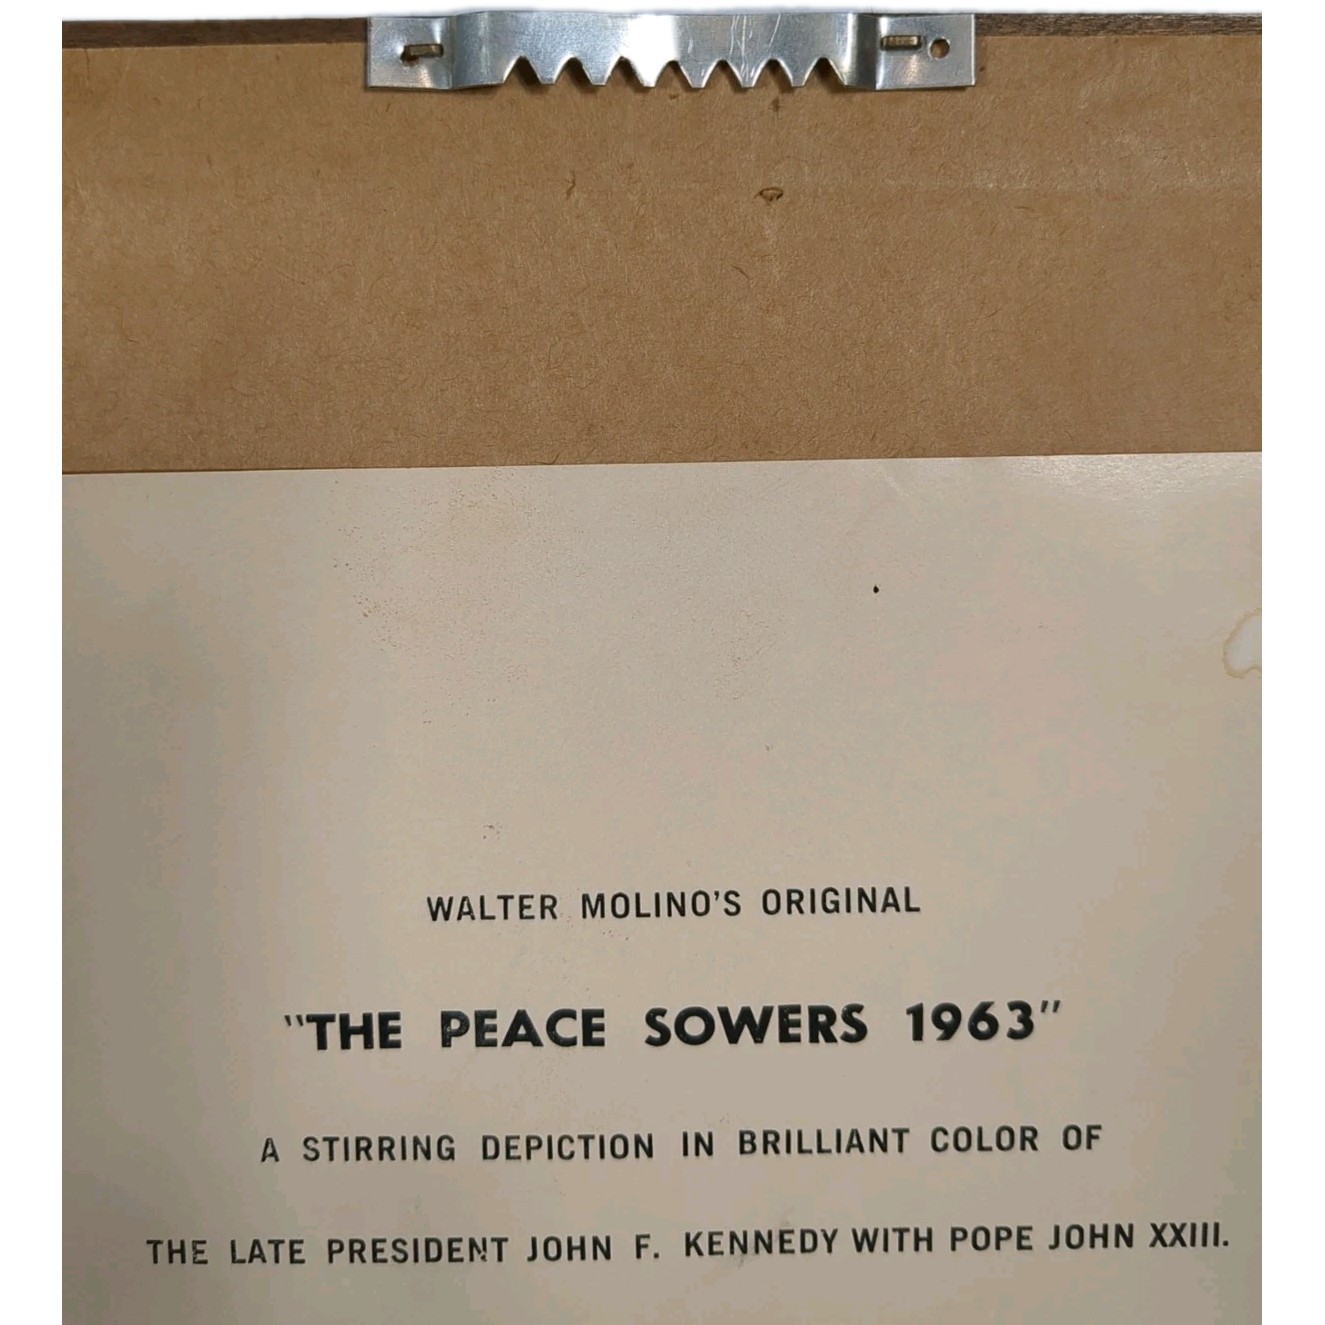 WALTER MOLINO'S ORIGINAL
"THE PEACE SOWERS 1963"
A STIRRING DEPICTION IN BRILLIANT COLOR OF
THE LATE PRESIDENT JOHN F. KENNEDY WITH POPE JOHN XXIII.